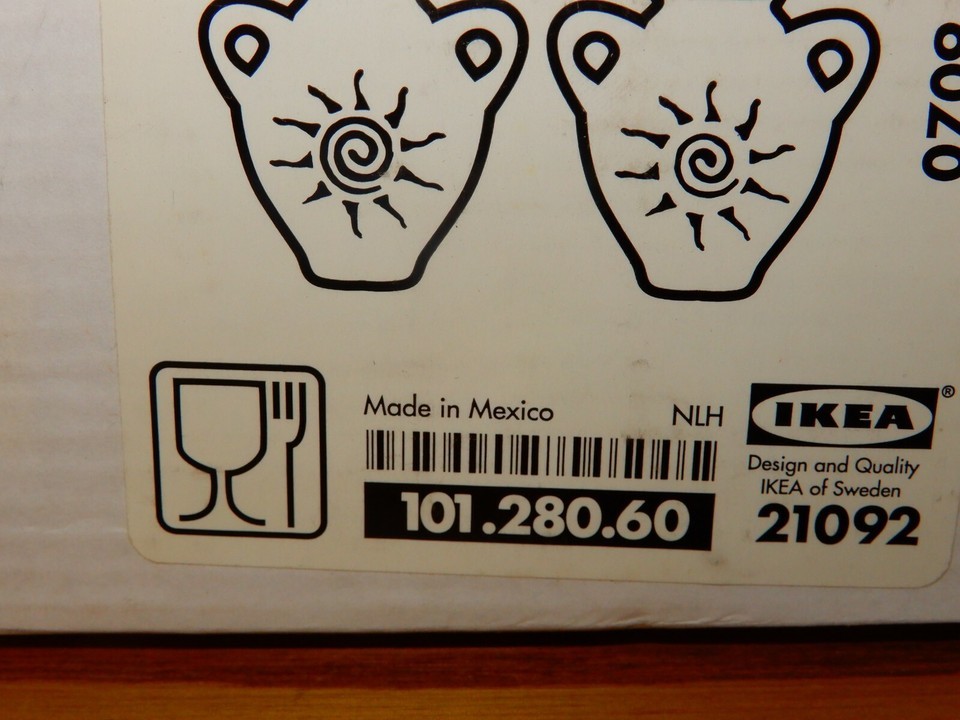 0708
Made in Mexico
NLH
101.280.60
IKEA®
Design and Quality
IKEA of Sweden
21092